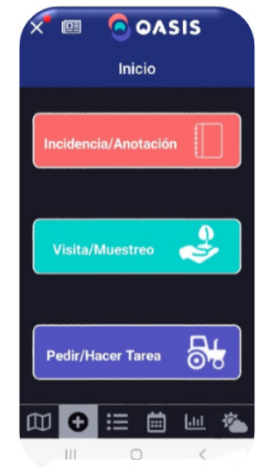 OASIS
Inicio
Incidencia/Anotación
Visita/Muestreo
Pedir/Hacer Tarea